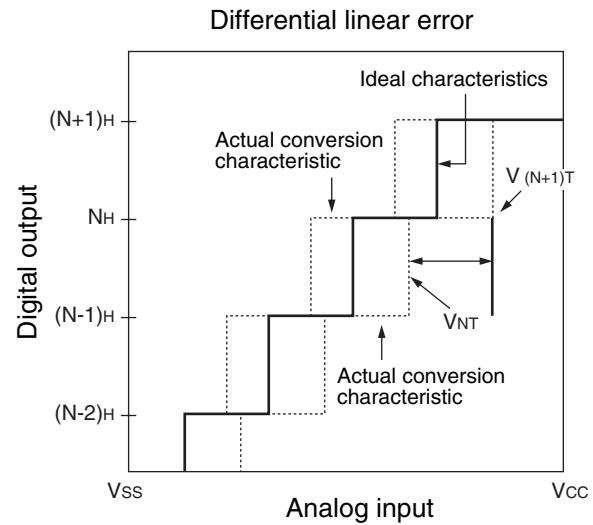 Differential linear error
Ideal characteristics
(N+1)H
Actual conversion
characteristic
V (N+1)T
NH
Digital output
(N-1)H
VNT
Actual conversion
characteristic
(N-2)H
VSS
VCC
Analog input